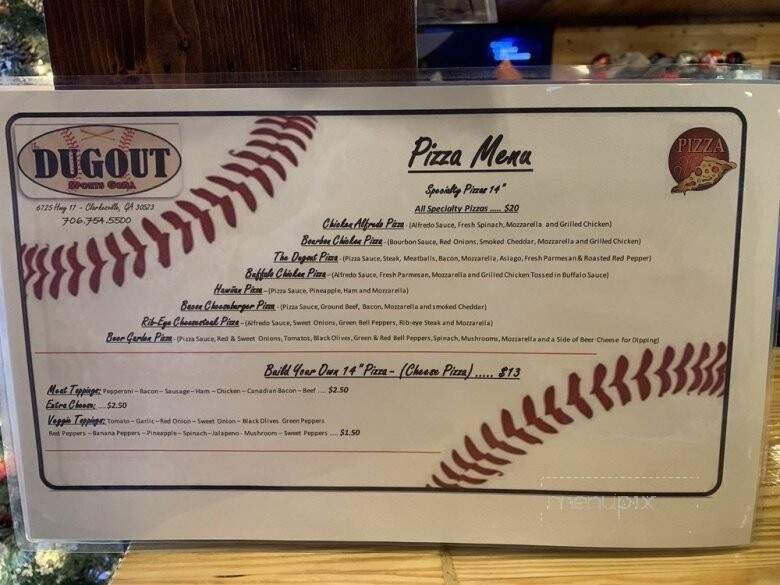 The
DUGOUT
SPORTS GRILL
6725 Hwy 17 - Clarkesville, GA 30523
706.754.5500
Pizza Menu
PIZZA
Specialty Pizzas 14"
All Specialty Pizzas ..... $20
Chicken Alfredo Pizza - (Alfredo Sauce, Fresh Spinach, Mozzarella and Grilled Chicken)
Bourbon Chicken Pizza - (Bourbon Sauce, Red Onions, Smoked Cheddar, Mozzarella and Grilled Chicken)
The Dugout Pizza - (Pizza Sauce, Steak, Meatballs, Bacon, Mozzarella, Asiago, Fresh Parmesan & Roasted Red Pepper)
Buffalo Chicken Pizza - (Alfredo Sauce, Fresh Parmesan, Mozzarella and Grilled Chicken Tossed in Buffalo Sauce)
Hawiian Pizza - (Pizza Sauce, Pineapple, Ham and Mozzarella)
Bacon Cheeseburger Pizza - (Pizza Sauce, Ground Beef, Bacon, Mozzarella and smoked Cheddar)
Rib-Eye Cheesesteak Pizza - (Alfredo Sauce, Sweet Onions, Green Bell Peppers, Rib-eye Steak and Mozzarella)
Beer Garden Pizza - (Pizza Sauce, Red & Sweet Onions, Tomatos, Black Olives, Green & Red Bell Peppers, Spinach, Mushrooms, Mozzarella and a Side of Beer Cheese for Dipping)
Build Your Own 14" Pizza - (Cheese Pizza) ..... $13
Meat Toppings: Pepperoni – Bacon – Sausage – Ham – Chicken – Canadian Bacon – Beef .... $2.50
Extra Cheese: .... $2.50
Veggie Toppings: Tomato – Garlic – Red Onion – Sweet Onion – Black Olives Green Peppers
Red Peppers – Banana Peppers – Pineapple – Spinach – Jalapeno - Mushroom – Sweet Peppers .... $1.50
menupix